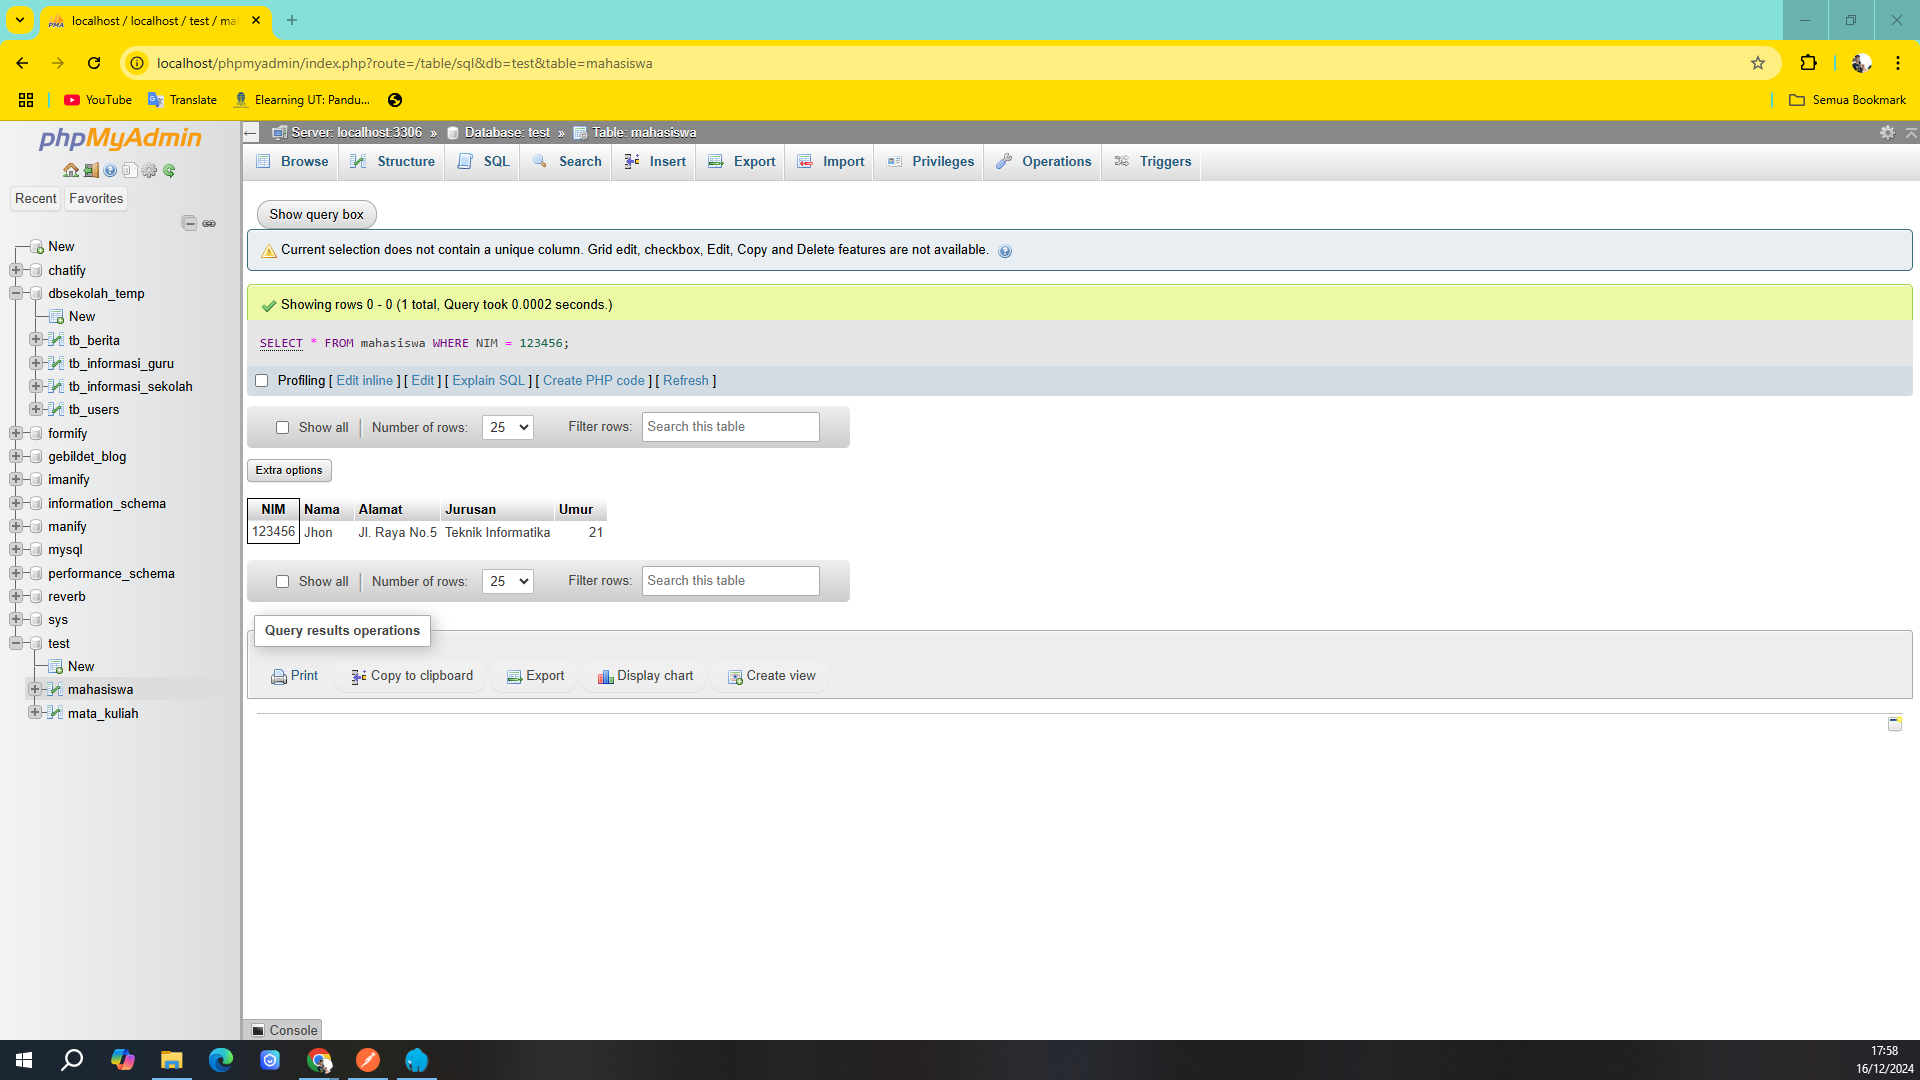 localhost / localhost / test / ma
localhost/phpmyadmin/index.php?route=/table/sql&db=test&table=mahasiswa
YouTube
Translate
Elearning UT: Pandu...
Semua Bookmark
phpMyAdmin
Recent
Favorites
New
chatify
dbsekolah_temp
New
tb_berita
tb_informasi_guru
tb_informasi_sekolah
tb_users
formify
gebildet_blog
imanify
information_schema
manify
mysql
performance_schema
reverb
sys
test
New
mahasiswa
mata_kuliah
Server: localhost:3306 » Database: test » Table: mahasiswa
Browse Structure SQL Search Insert Export Import Privileges Operations Triggers
Show query box
Current selection does not contain a unique column. Grid edit, checkbox, Edit, Copy and Delete features are not available.
Showing rows 0 - 0 (1 total, Query took 0.0002 seconds.)
SELECT * FROM mahasiswa WHERE NIM = 123456;
Profiling [ Edit inline ] [ Edit ] [ Explain SQL ] [ Create PHP code ] [ Refresh ]
Show all Number of rows: 25 Filter rows: Search this table
Extra options
NIM Nama Alamat Jurusan Umur
123456 Jhon Jl. Raya No.5 Teknik Informatika 21
Show all Number of rows: 25 Filter rows: Search this table
Query results operations
Print Copy to clipboard Export Display chart Create view
Console
17:58
16/12/2024